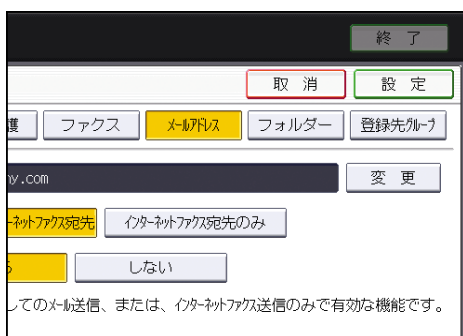 終 了
取 消 設 定
護 ファクス メールアドレス フォルダー 登録先グループ
ny.com 変 更
ーネットファクス宛先 インターネットファクス宛先のみ
る しない
してのメール送信、または、インターネットファクス送信のみで有効な機能です。